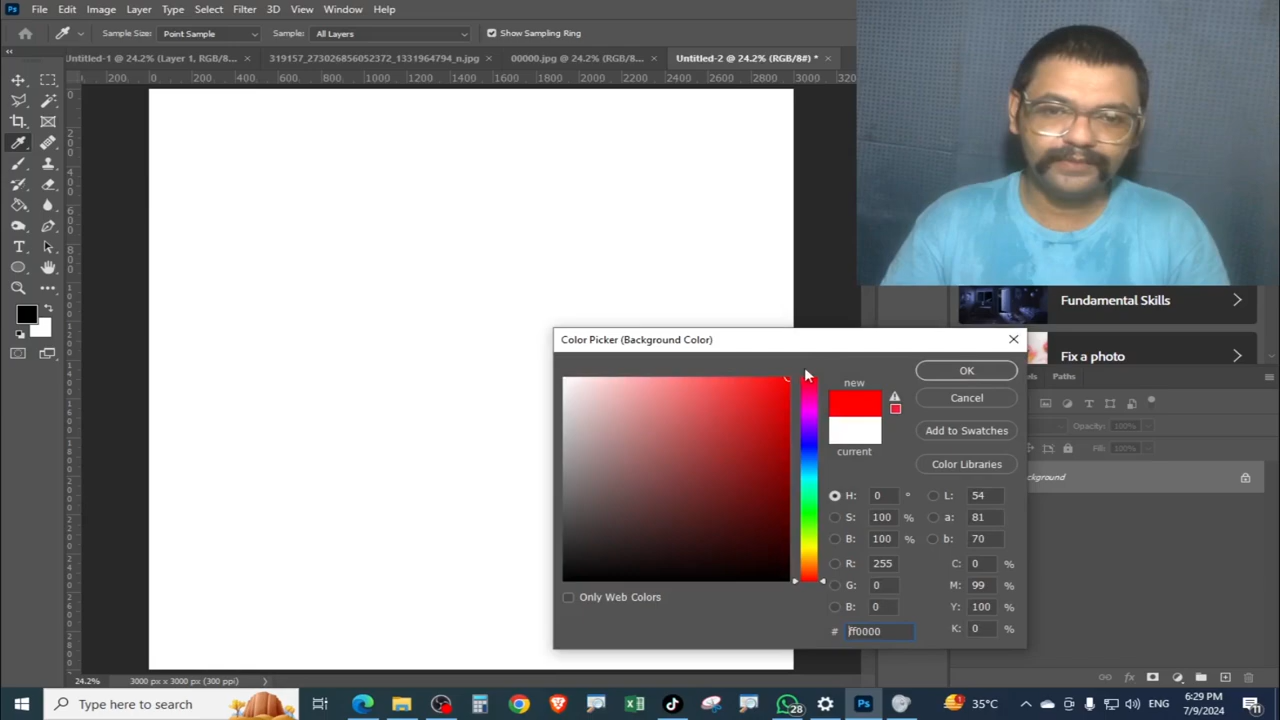 Ps File Edit Image Layer Type Select Filter 3D View Window Help
Sample Size: Point Sample Sample: All Layers Show Sampling Ring
Untitled-1 @ 24.2% (Layer 1, RGB/8... × 319157_273026856052372_1331964794_n.jpg × 00000.jpg @ 24.2% (RGB/8... × Untitled-2 @ 24.2% (RGB/8#) * ×
200 0 200 400 600 800 1000 1200 1400 1600 1800 2000 2200 2400 2600 2800 3000 3200
Fundamental Skills
Fix a photo
Color Picker (Background Color)
new
current
OK
Cancel
Add to Swatches
Color Libraries
H: 0 ° L: 54
S: 100 % a: 81
B: 100 % b: 70
R: 255 C: 0 %
G: 0 M: 99 %
B: 0 Y: 100 %
# ff0000 K: 0 %
Only Web Colors
Paths
Opacity: 100%
Fill: 100%
24.2% 3000 px x 3000 px (300 ppi)
Type here to search
28
Ps
35°C
ENG
6:29 PM
7/9/2024
11